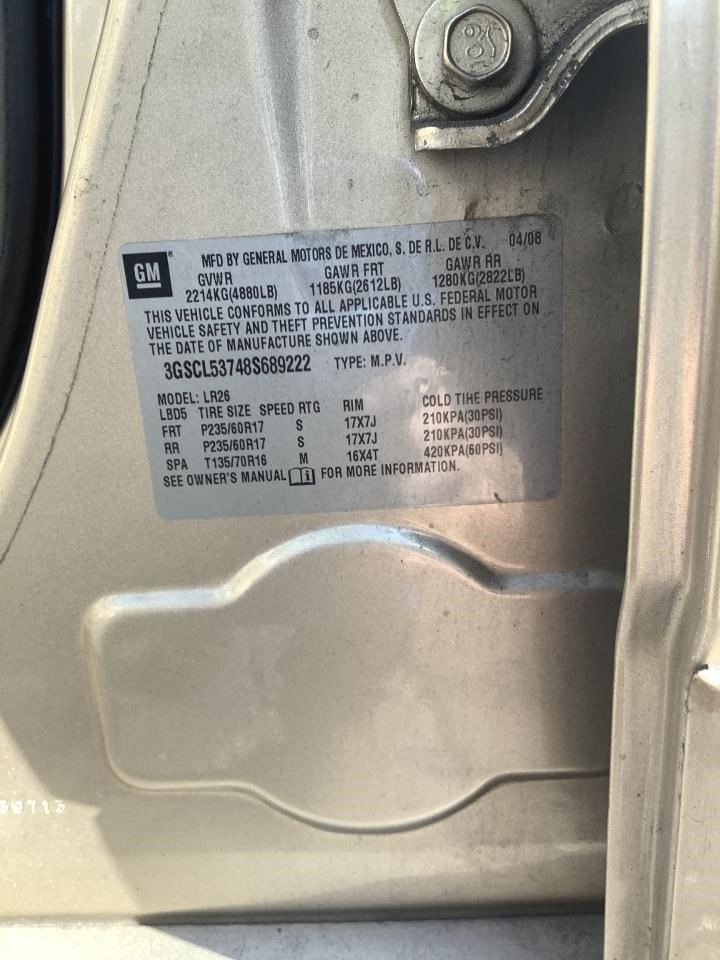 GM ® MFD BY GENERAL MOTORS DE MEXICO, S. DE R.L. DE C.V. 04/08
GVWR GAWR FRT GAWR RR
2214KG(4880LB) 1185KG(2612LB) 1280KG(2822LB)
THIS VEHICLE CONFORMS TO ALL APPLICABLE U.S. FEDERAL MOTOR
VEHICLE SAFETY AND THEFT PREVENTION STANDARDS IN EFFECT ON
THE DATE OF MANUFACTURE SHOWN ABOVE.
3GSCL53748S689222 TYPE: M.P.V.
MODEL: LR26
LBD5 TIRE SIZE SPEED RTG RIM COLD TIRE PRESSURE
FRT P235/60R17 S 17X7J 210KPA(30PSI)
RR P235/60R17 S 17X7J 210KPA(30PSI)
SPA T135/70R16 M 16X4T 420KPA(60PSI)
SEE OWNER'S MANUAL FOR MORE INFORMATION.